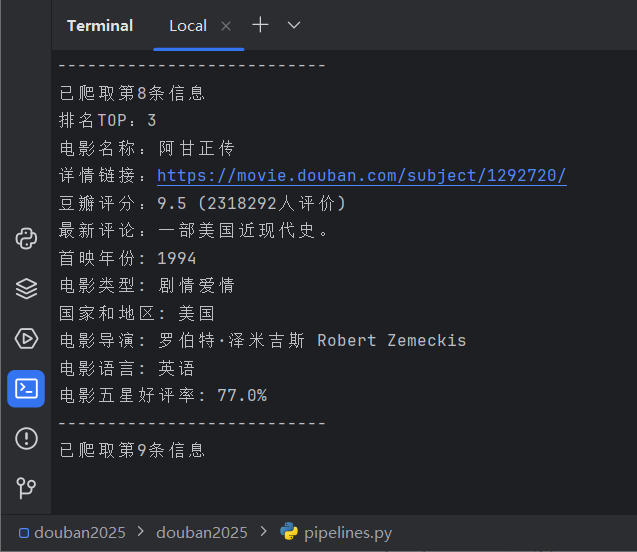 Terminal Local
---------------------------
已爬取第8条信息
排名TOP：3
电影名称：阿甘正传
详情链接：https://movie.douban.com/subject/1292720/
豆瓣评分：9.5 (2318292人评价)
最新评论：一部美国近现代史。
首映年份: 1994
电影类型: 剧情爱情
国家和地区: 美国
电影导演: 罗伯特·泽米吉斯 Robert Zemeckis
电影语言: 英语
电影五星好评率: 77.0%
---------------------------
已爬取第9条信息
douban2025 > douban2025 > pipelines.py